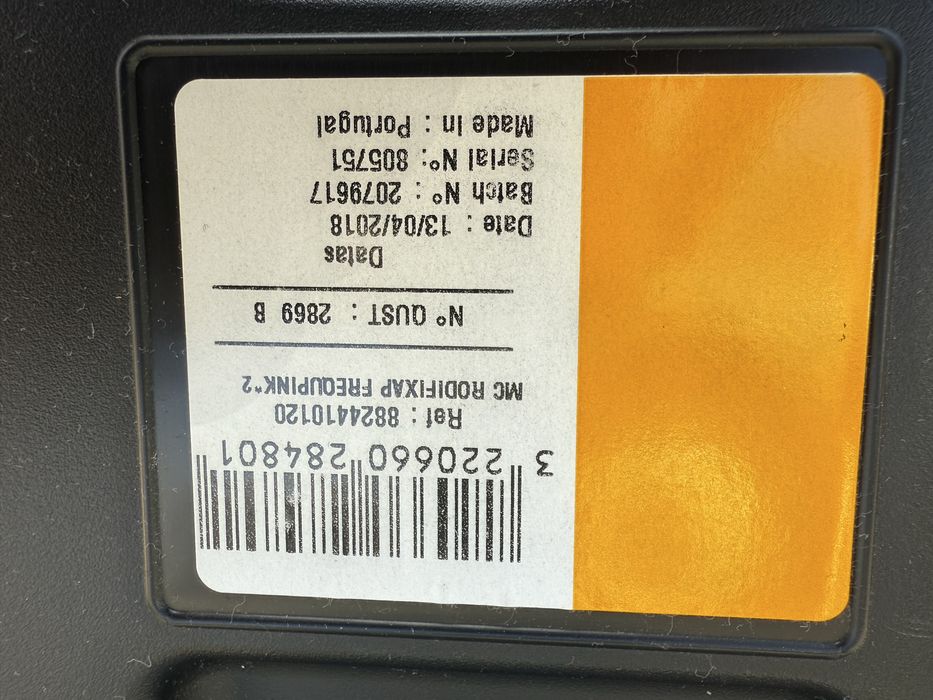 3 220660 284801
Ref : 8824410120
MC RODIFIXAP FREQUPINK*2
N° QUST : 2869 B
Datas
Date : 13/04/2018
Batch N° : 2079617
Serial N°: 805751
Made In : Portugal